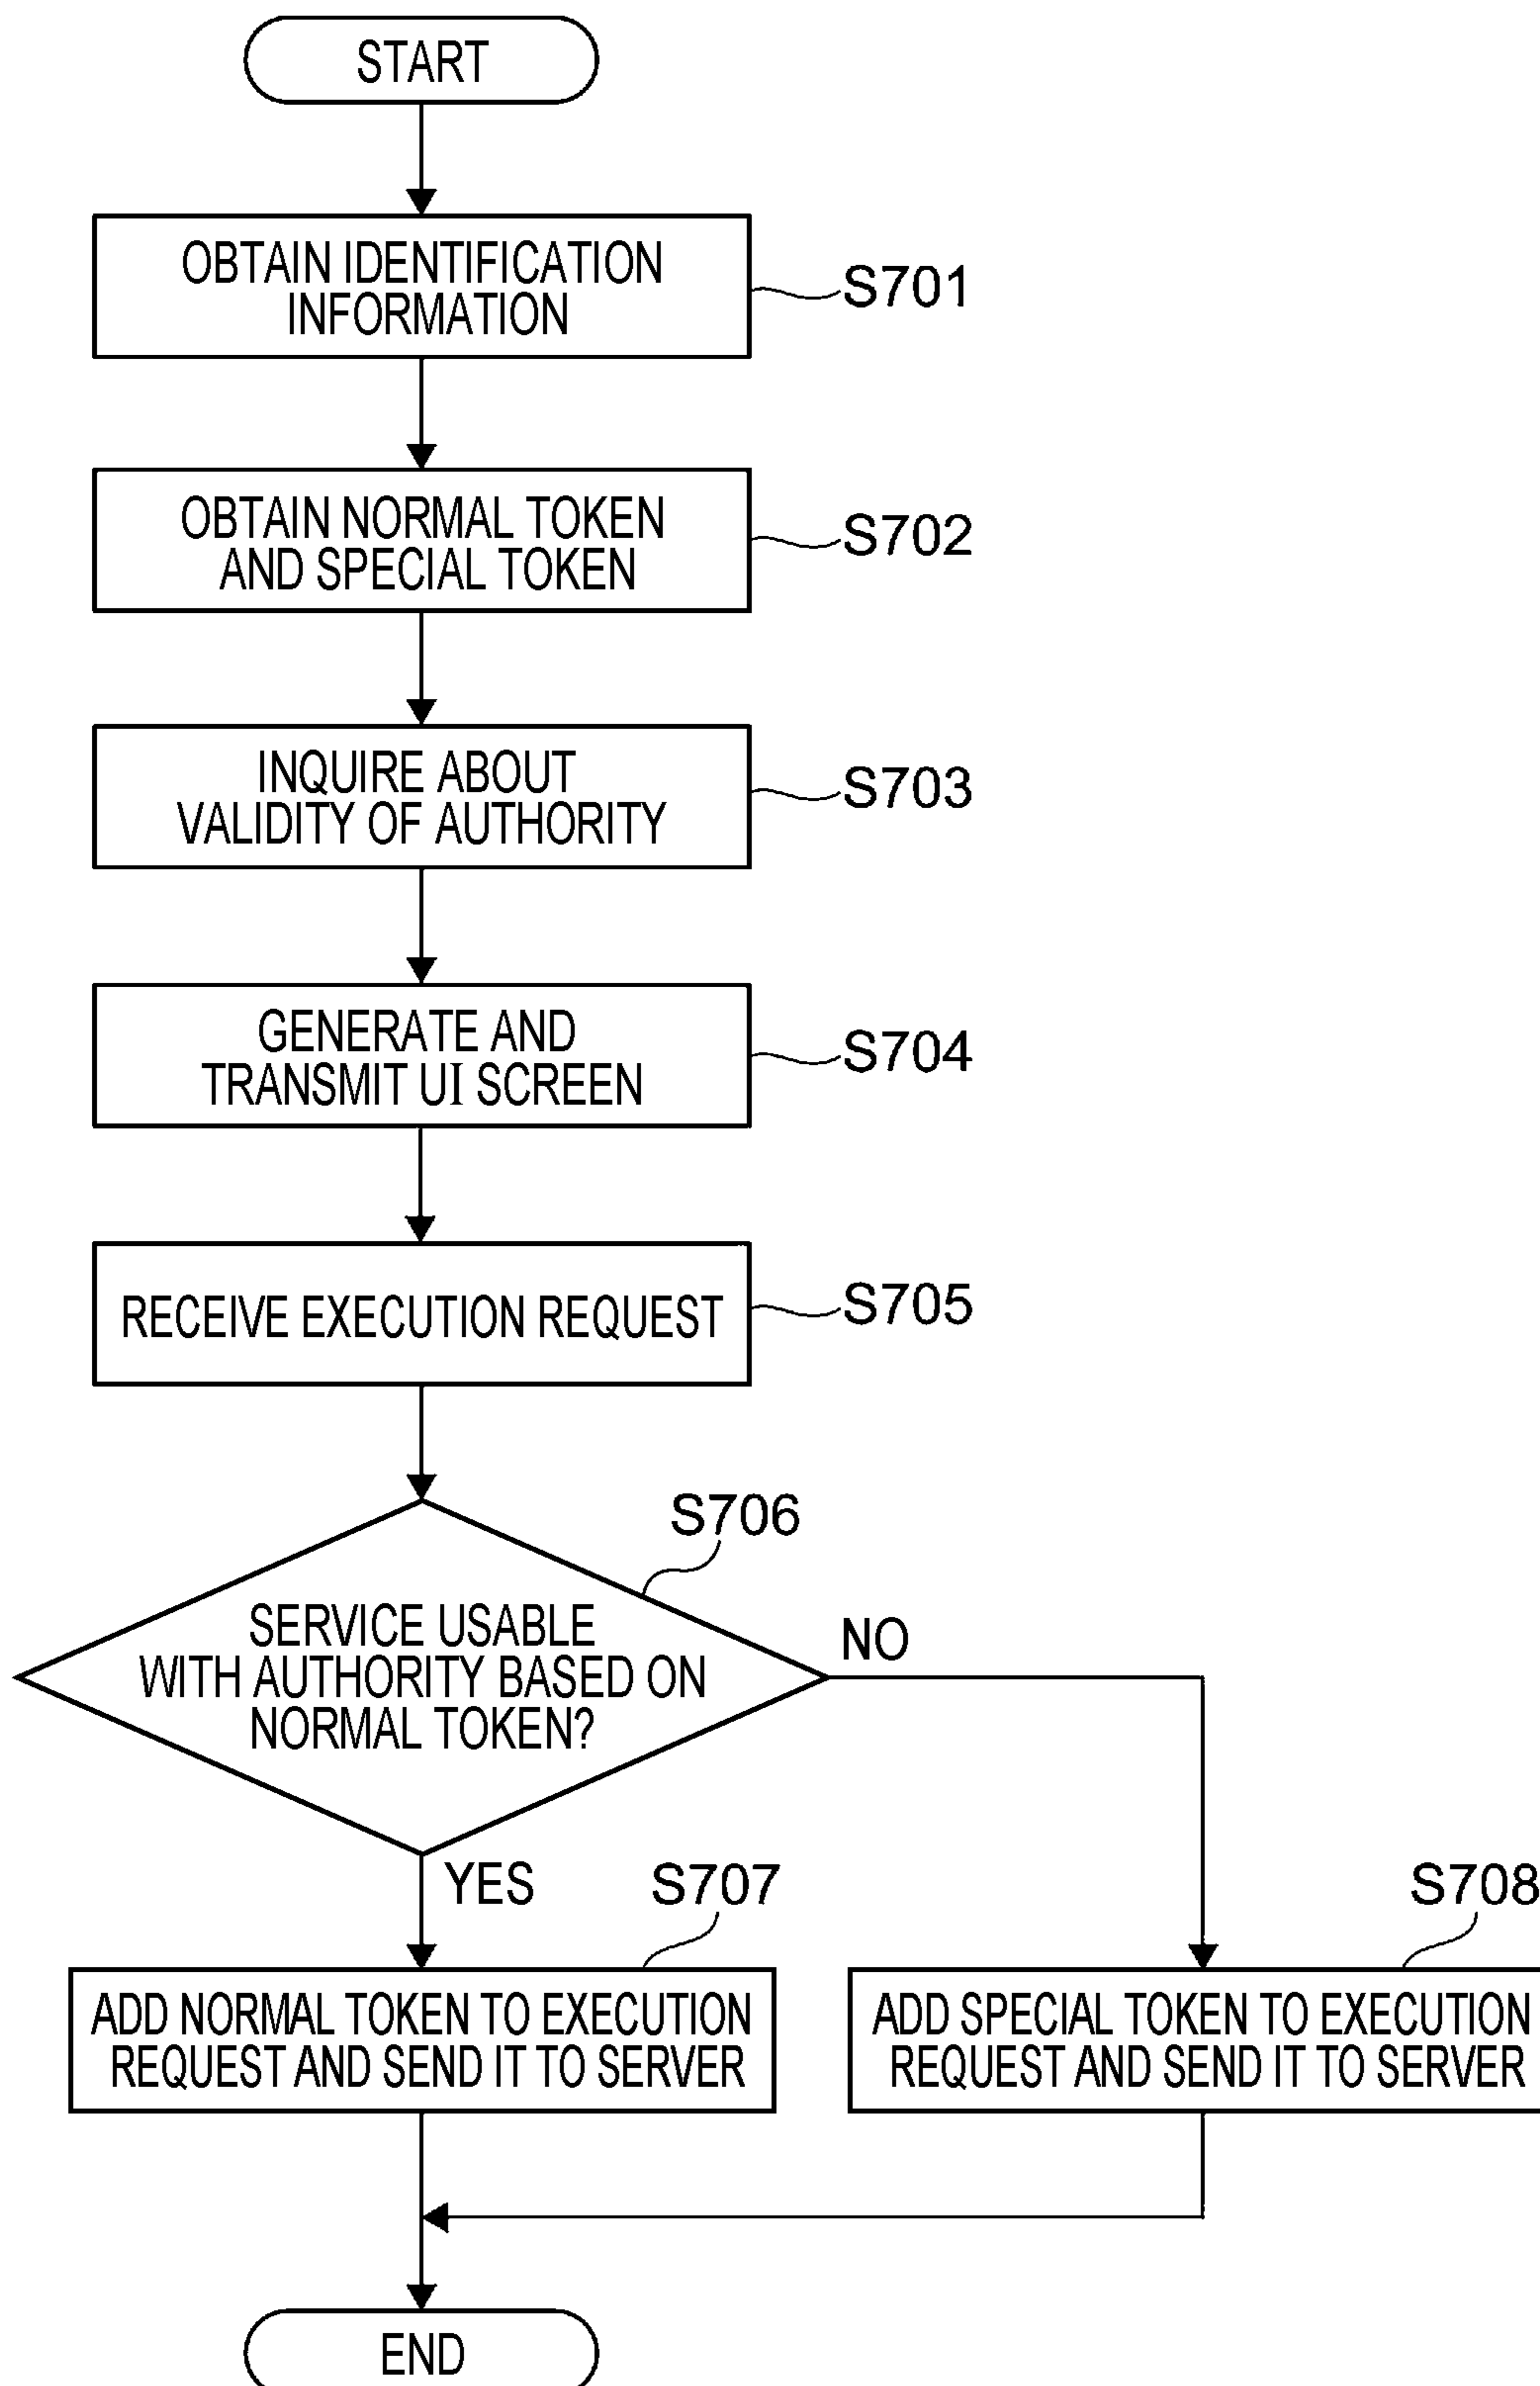 START
OBTAIN IDENTIFICATION
INFORMATION
S701
OBTAIN NORMAL TOKEN
AND SPECIAL TOKEN
S702
INQUIRE ABOUT
VALIDITY OF AUTHORITY
S703
GENERATE AND
TRANSMIT UI SCREEN
S704
RECEIVE EXECUTION REQUEST
S705
S706
SERVICE USABLE
WITH AUTHORITY BASED ON
NORMAL TOKEN?
NO
YES
S707
ADD NORMAL TOKEN TO EXECUTION
REQUEST AND SEND IT TO SERVER
S708
ADD SPECIAL TOKEN TO EXECUTION
REQUEST AND SEND IT TO SERVER
END